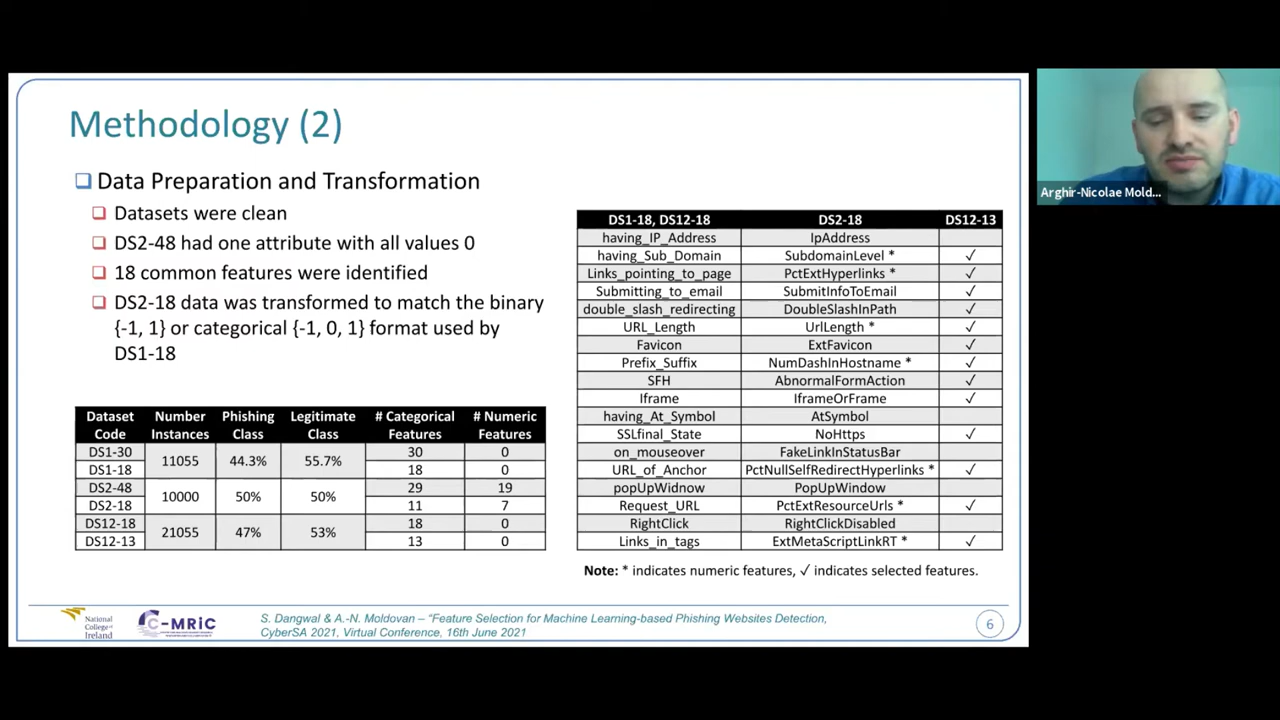 Methodology (2)
Data Preparation and Transformation
Datasets were clean
DS2-48 had one attribute with all values 0
18 common features were identified
DS2-18 data was transformed to match the binary
{-1, 1} or categorical {-1, 0, 1} format used by
DS1-18
Dataset Code Number Instances Phishing Class Legitimate Class # Categorical Features # Numeric Features
DS1-30 11055 44.3% 55.7% 30 0
DS1-18 18 0
DS2-48 10000 50% 50% 29 19
DS2-18 11 7
DS12-18 21055 47% 53% 18 0
DS12-13 13 0
DS1-18, DS12-18 DS2-18 DS12-13
having_IP_Address IpAddress
having_Sub_Domain SubdomainLevel * ✓
Links_pointing_to_page PctExtHyperlinks * ✓
Submitting_to_email SubmitInfoToEmail ✓
double_slash_redirecting DoubleSlashInPath ✓
URL_Length UrlLength * ✓
Favicon ExtFavicon ✓
Prefix_Suffix NumDashInHostname * ✓
SFH AbnormalFormAction ✓
Iframe IframeOrFrame ✓
having_At_Symbol AtSymbol
SSLfinal_State NoHttps ✓
on_mouseover FakeLinkInStatusBar
URL_of_Anchor PctNullSelfRedirectHyperlinks * ✓
popUpWidnow PopUpWindow
Request_URL PctExtResourceUrls * ✓
RightClick RightClickDisabled
Links_in_tags ExtMetaScriptLinkRT * ✓
Note: * indicates numeric features, ✓ indicates selected features.
National
College of
Ireland
C-MRiC
S. Dangwal & A.-N. Moldovan – “Feature Selection for Machine Learning-based Phishing Websites Detection,
CyberSA 2021, Virtual Conference, 16th June 2021
6
Arghir-Nicolae Mold...